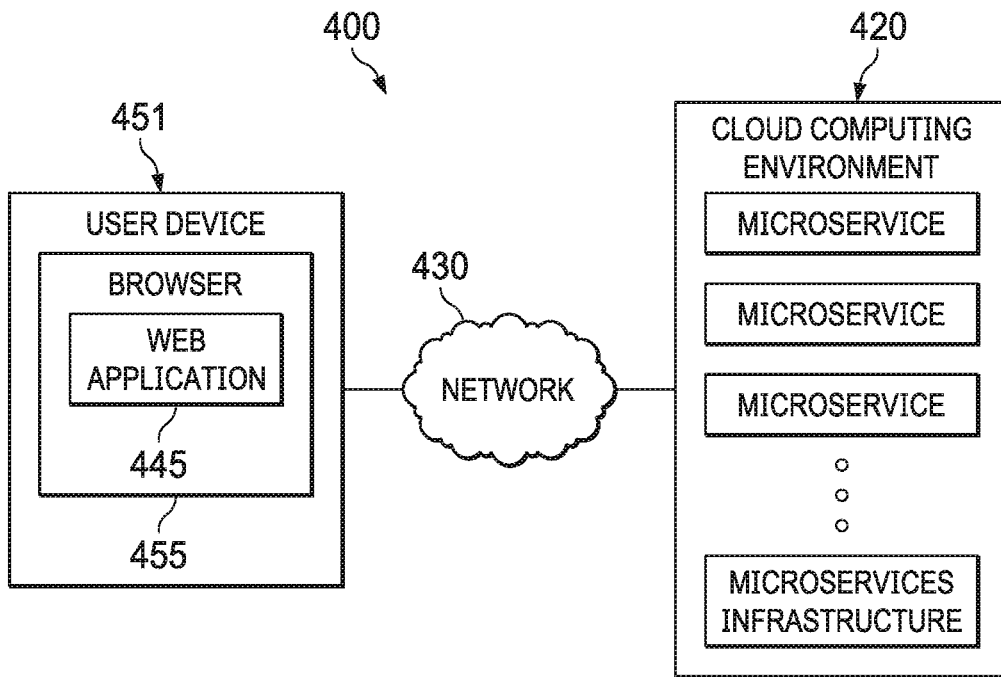 400
420
451
CLOUD COMPUTING
ENVIRONMENT
USER DEVICE
MICROSERVICE
BROWSER
430
WEB
APPLICATION
MICROSERVICE
NETWORK
MICROSERVICE
445
455
MICROSERVICES
INFRASTRUCTURE